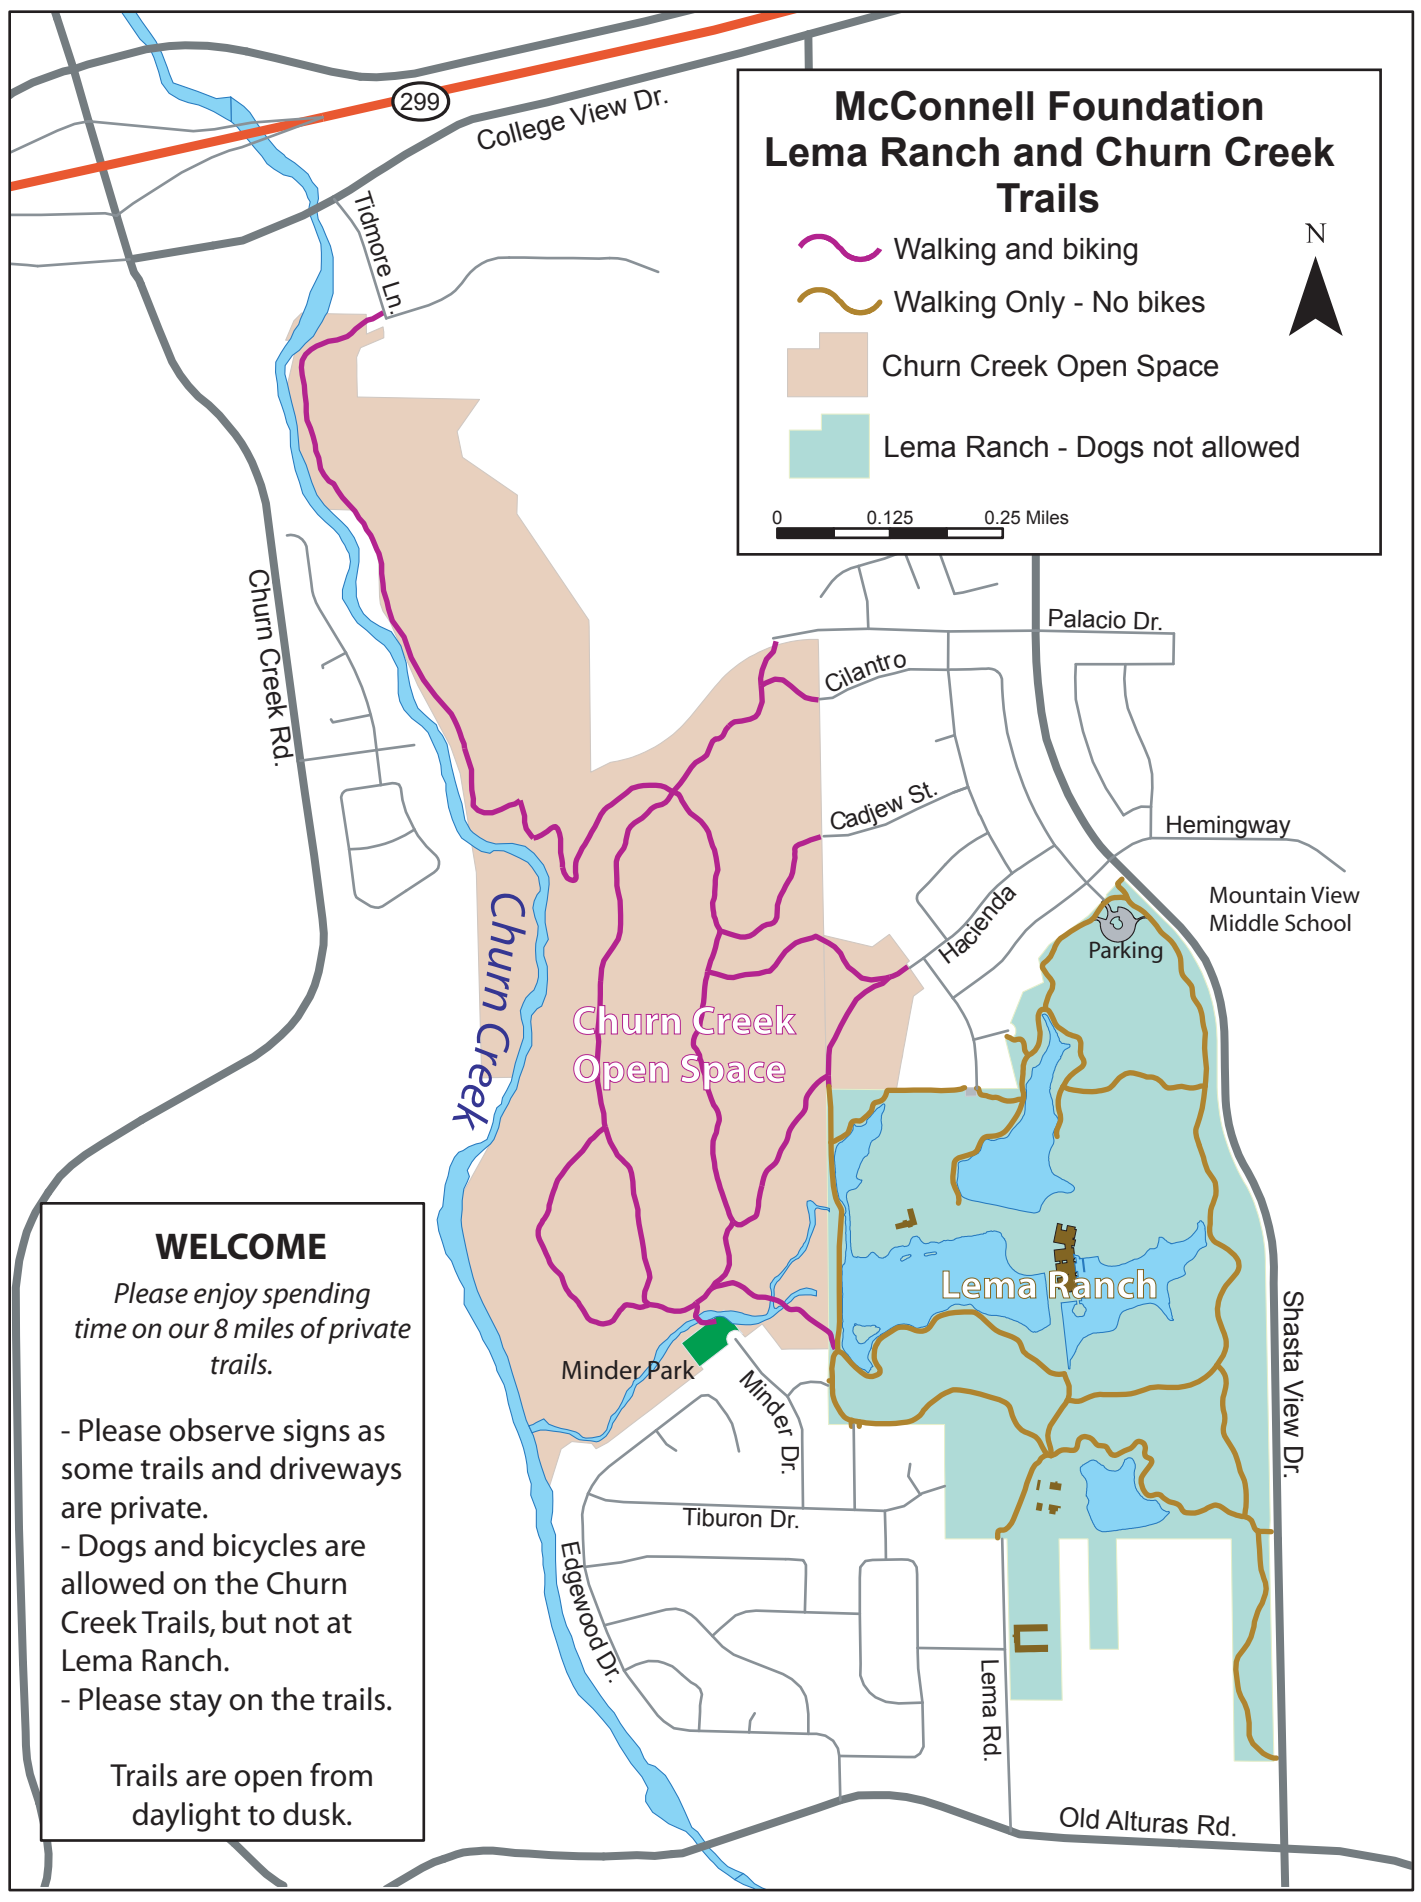 McConnell Foundation
Lema Ranch and Churn Creek
Trails
N
Walking and biking
Walking Only - No bikes
Churn Creek Open Space
Lema Ranch - Dogs not allowed
0 0.125 0.25 Miles
299
College View Dr.
Tidmore Ln.
Churn Creek Rd.
Palacio Dr.
Cilantro
Cadjew St.
Hemingway
Mountain View
Middle School
Hacienda
Parking
Churn Creek
Churn Creek
Open Space
Lema Ranch
Shasta View Dr.
Minder Park
Minder Dr.
Tiburon Dr.
Edgewood Dr.
Lema Rd.
Old Alturas Rd.
WELCOME
Please enjoy spending
time on our 8 miles of private
trails.
- Please observe signs as
some trails and driveways
are private.
- Dogs and bicycles are
allowed on the Churn
Creek Trails, but not at
Lema Ranch.
- Please stay on the trails.
Trails are open from
daylight to dusk.